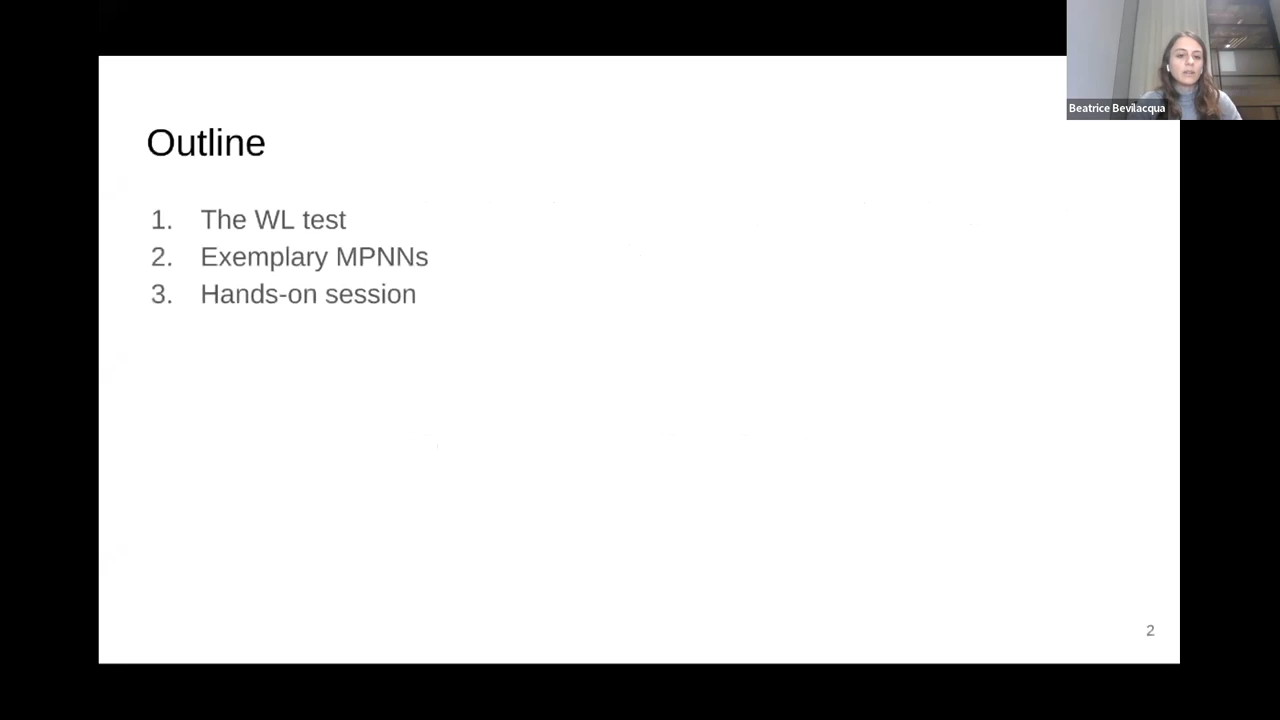 Beatrice Bevilacqua
Outline
1. The WL test
2. Exemplary MPNNs
3. Hands-on session
2